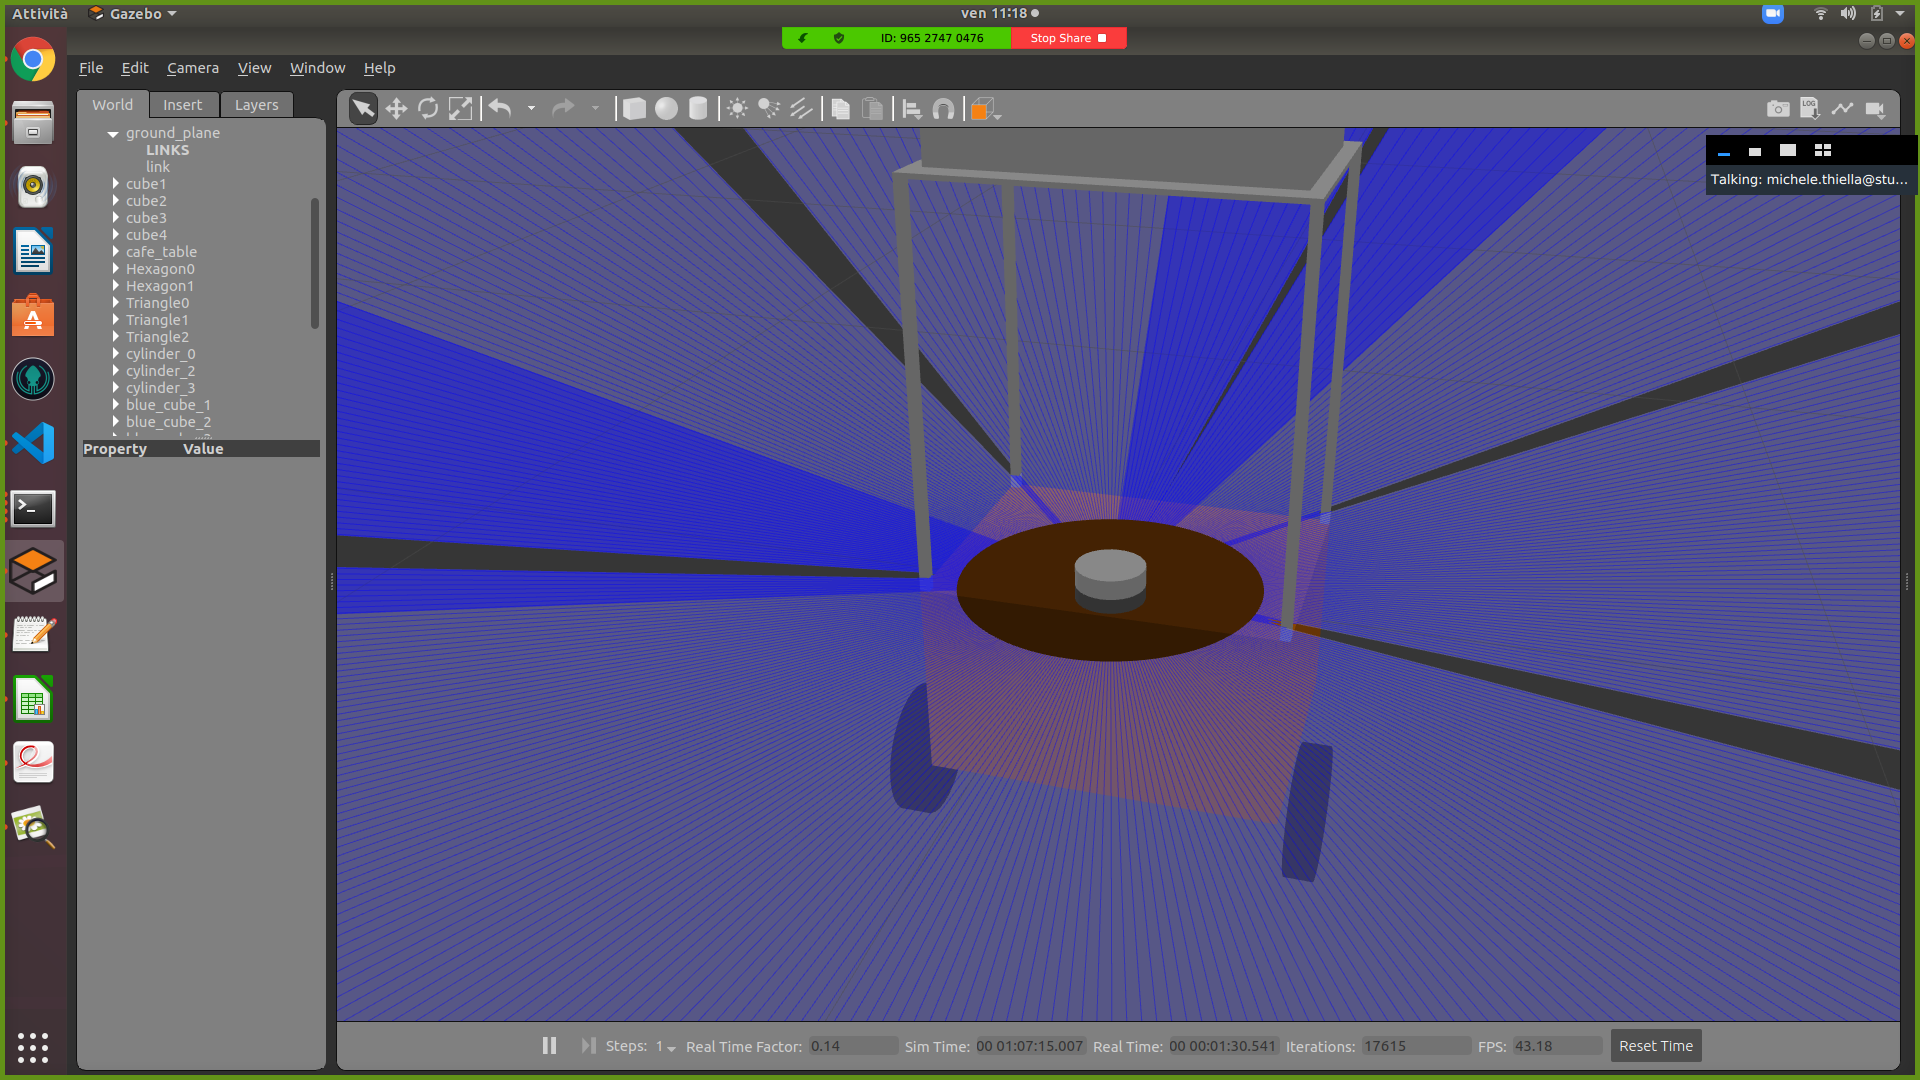 Attività Gazebo ven 11:18
ID: 965 2747 0476 Stop Share
File Edit Camera View Window Help
World Insert Layers
LOG
ground_plane
LINKS
link
cube1
cube2
cube3
cube4
cafe_table
Hexagon0
Hexagon1
Triangle0
Triangle1
Triangle2
cylinder_0
cylinder_2
cylinder_3
blue_cube_1
blue_cube_2
Property Value
Talking: michele.thiella@stu...
Steps: 1 Real Time Factor: 0.14 Sim Time: 00 01:07:15.007 Real Time: 00 00:01:30.541 Iterations: 17615 FPS: 43.18 Reset Time